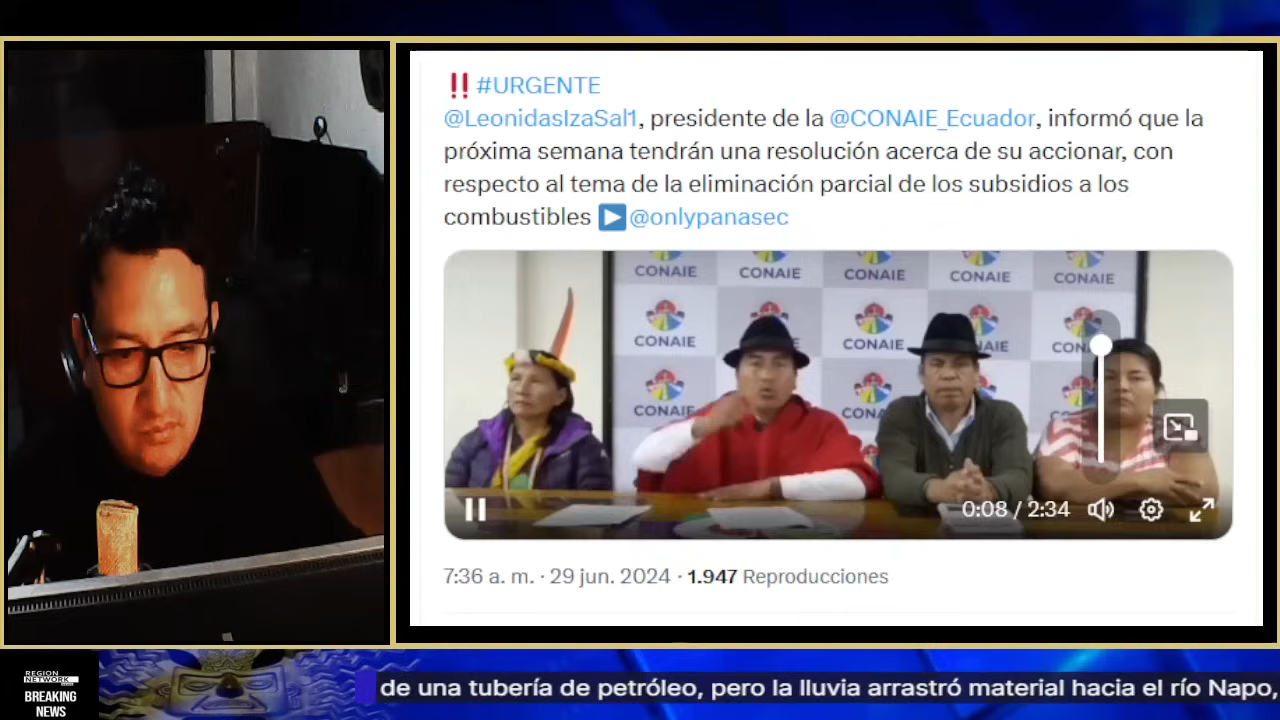 ‼️ #URGENTE
@LeonidasIzaSal1, presidente de la @CONAIE_Ecuador, informó que la
próxima semana tendrán una resolución acerca de su accionar, con
respecto al tema de la eliminación parcial de los subsidios a los
combustibles ▶️ @onlypanasec
CONAIE CONAIE CONAIE CONAIE CONAIE
CONAIE CONAIE
CONAIE
0:08 / 2:34
7:36 a. m. · 29 jun. 2024 · 1.947 Reproducciones
REGION
NETWORK
BREAKING
NEWS
de una tubería de petróleo, pero la lluvia arrastró material hacia el río Napo,